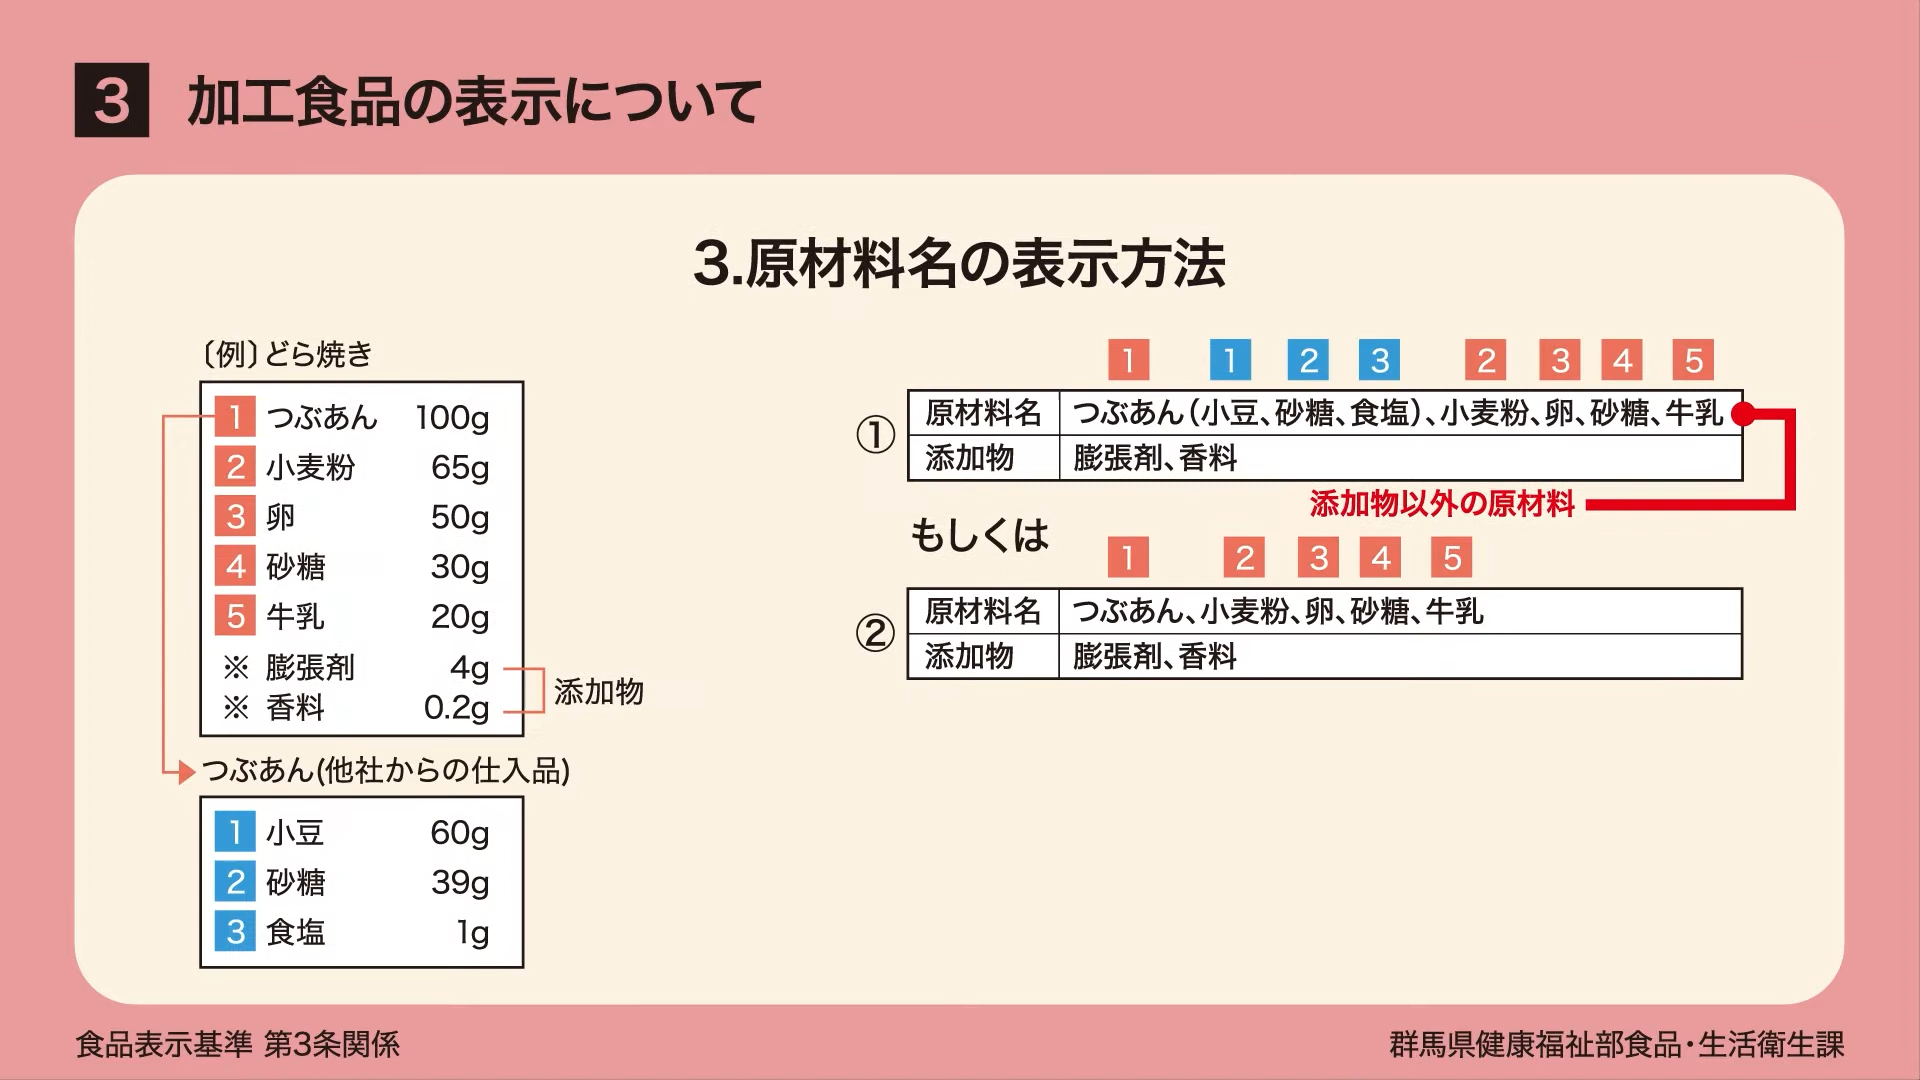 3 加工食品の表示について
3.原材料名の表示方法
〔例〕どら焼き
1 つぶあん 100g
2 小麦粉 65g
3 卵 50g
4 砂糖 30g
5 牛乳 20g
※ 膨張剤 4g
※ 香料 0.2g
添加物
つぶあん(他社からの仕入品)
1 小豆 60g
2 砂糖 39g
3 食塩 1g
1 1 2 3 2 3 4 5
①
原材料名 つぶあん(小豆、砂糖、食塩)、小麦粉、卵、砂糖、牛乳
添加物 膨張剤、香料
添加物以外の原材料
もしくは
1 2 3 4 5
②
原材料名 つぶあん、小麦粉、卵、砂糖、牛乳
添加物 膨張剤、香料
食品表示基準 第3条関係
群馬県健康福祉部食品・生活衛生課